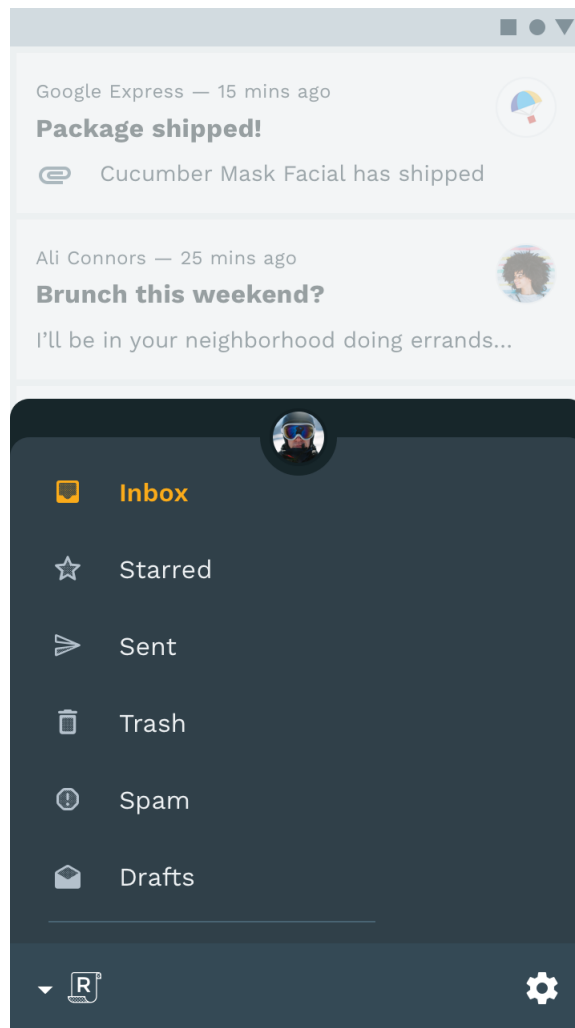 Google Express — 15 mins ago
Package shipped!
Cucumber Mask Facial has shipped
Ali Connors — 25 mins ago
Brunch this weekend?
I’ll be in your neighborhood doing errands...
Inbox
Starred
Sent
Trash
Spam
Drafts
R